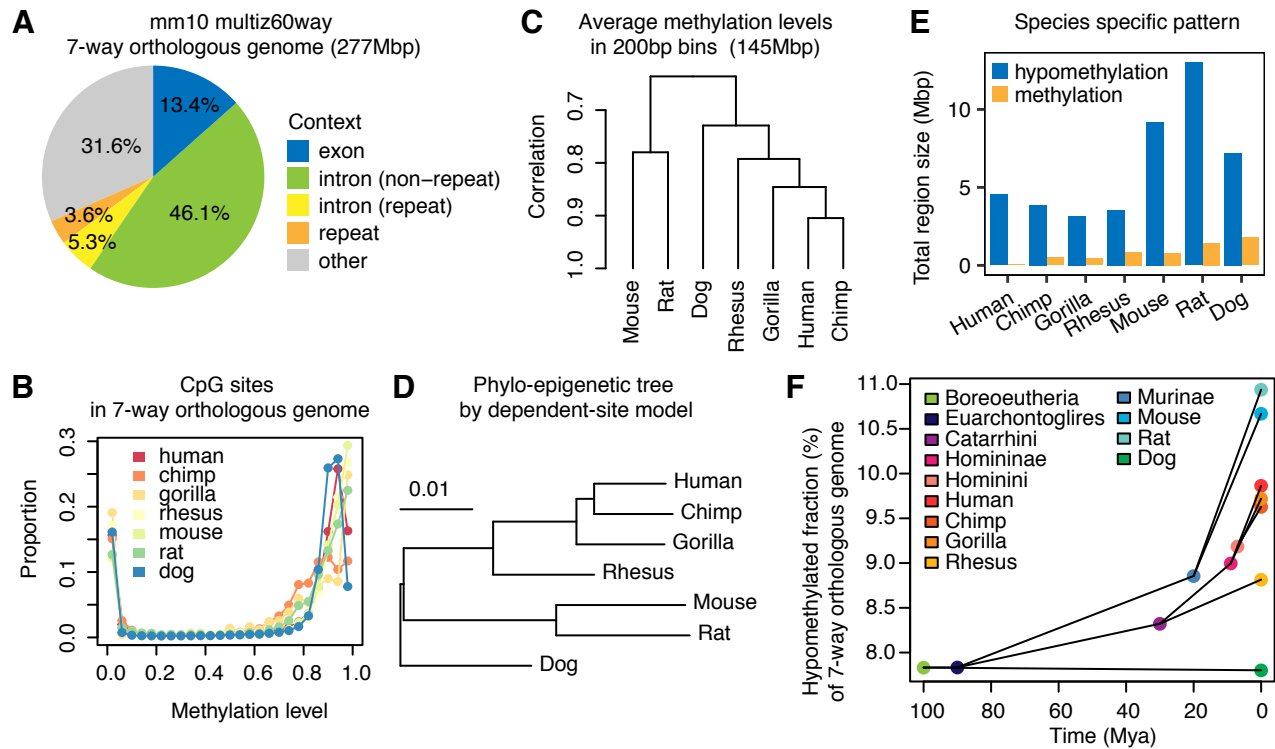 A
mm10 multiz60way
7-way orthologous genome (277Mbp)
13.4%
31.6%
46.1%
3.6%
5.3%
Context
exon
intron (non−repeat)
intron (repeat)
repeat
other
B
CpG sites
in 7-way orthologous genome
Proportion
0.3
0.2
0.1
0.0
human
chimp
gorilla
rhesus
mouse
rat
dog
0.0 0.2 0.4 0.6 0.8 1.0
Methylation level
C
Average methylation levels
in 200bp bins (145Mbp)
Correlation
0.7
0.8
0.9
1.0
Mouse
Rat
Dog
Rhesus
Gorilla
Human
Chimp
D
Phylo-epigenetic tree
by dependent-site model
0.01
Human
Chimp
Gorilla
Rhesus
Mouse
Rat
Dog
E
Species specific pattern
Total region size (Mbp)
10
5
0
hypomethylation
methylation
Human
Chimp
Gorilla
Rhesus
Mouse
Rat
Dog
F
Hypomethylated fraction (%)
of 7-way orthologous genome
11.0
10.5
10.0
9.5
9.0
8.5
8.0
Boreoeutheria
Euarchontoglires
Catarrhini
Homininae
Hominini
Human
Chimp
Gorilla
Rhesus
Murinae
Mouse
Rat
Dog
100 80 60 40 20 0
Time (Mya)